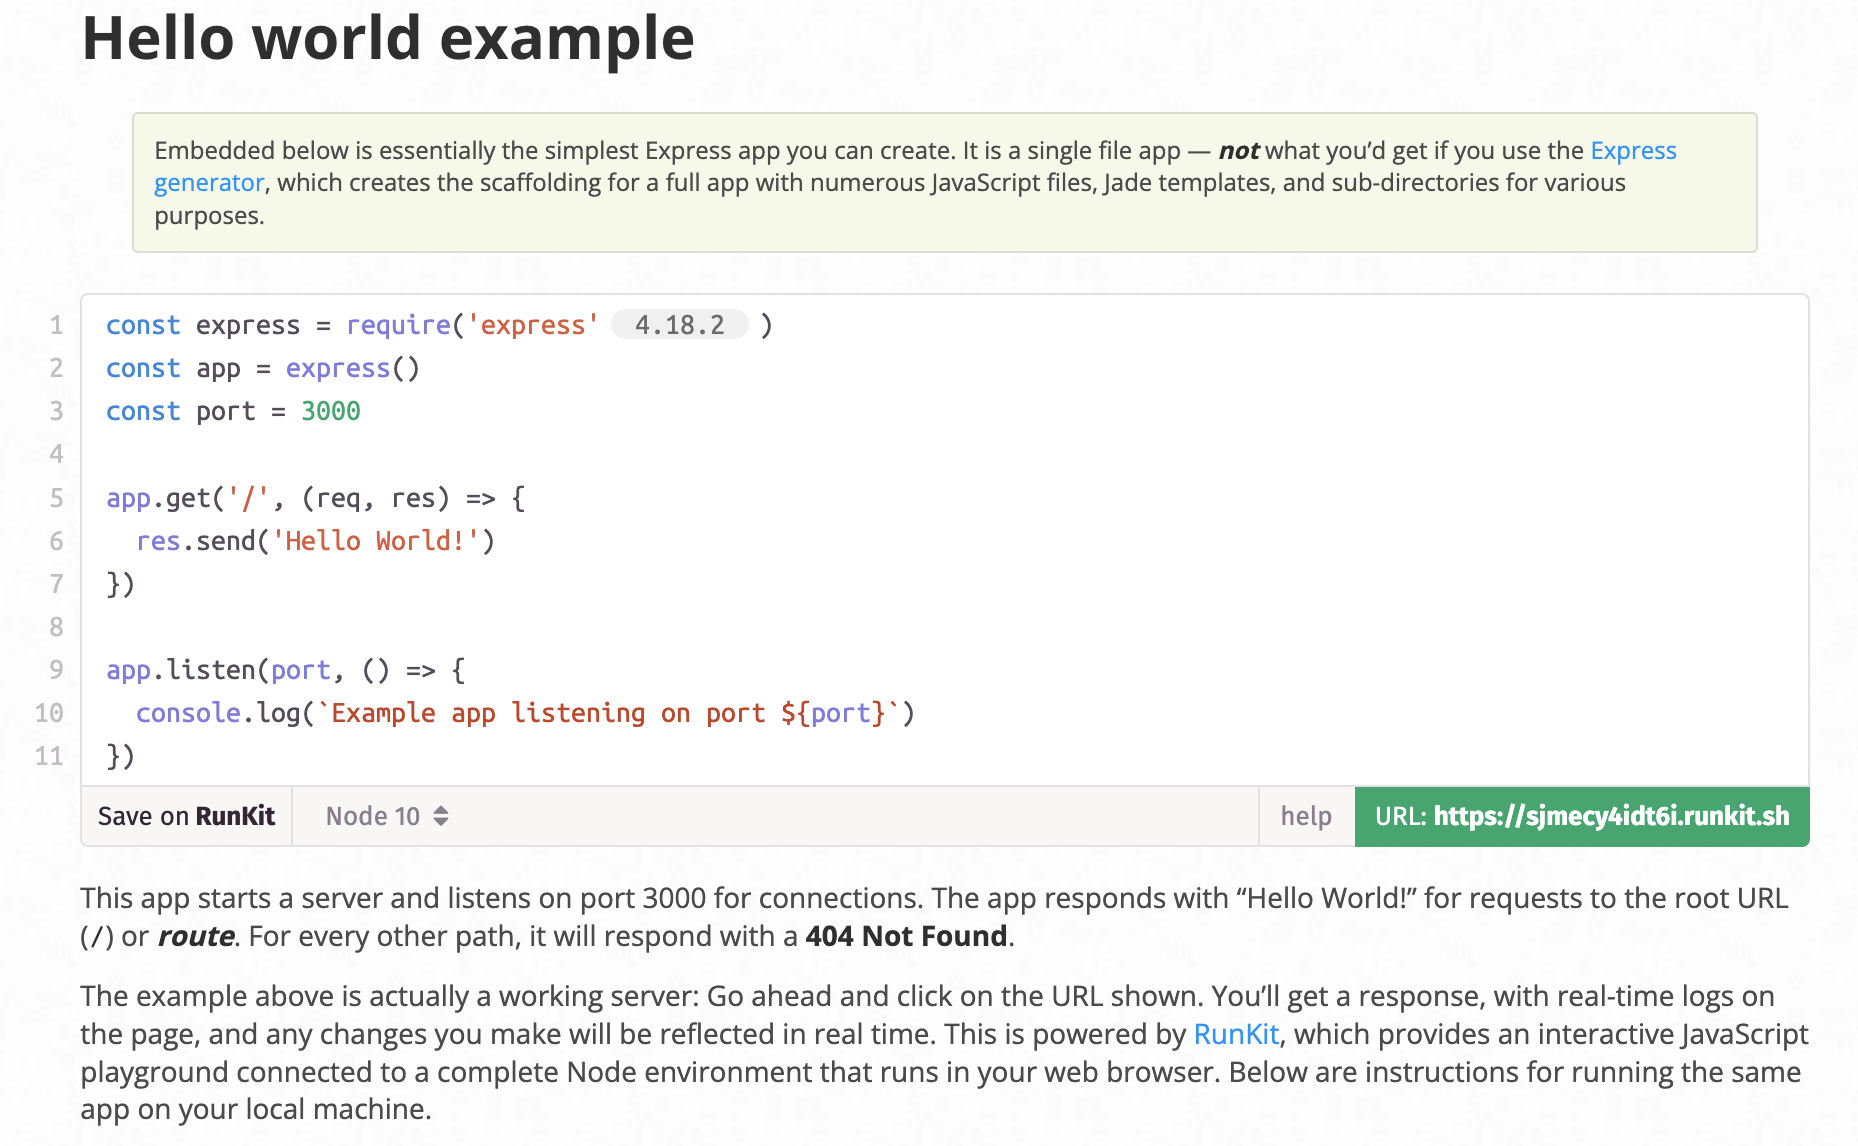 Hello world example
Embedded below is essentially the simplest Express app you can create. It is a single file app — not what you’d get if you use the Express
generator, which creates the scaffolding for a full app with numerous JavaScript files, Jade templates, and sub-directories for various
purposes.
1 const express = require('express' 4.18.2 )
2 const app = express()
3 const port = 3000
4
5 app.get('/', (req, res) => {
6   res.send('Hello World!')
7 })
8
9 app.listen(port, () => {
10   console.log(`Example app listening on port ${port}`)
11 })
Save on RunKit Node 10 help URL: https://sjmecy4idt6i.runkit.sh
This app starts a server and listens on port 3000 for connections. The app responds with “Hello World!” for requests to the root URL
(/) or route. For every other path, it will respond with a 404 Not Found.
The example above is actually a working server: Go ahead and click on the URL shown. You’ll get a response, with real-time logs on
the page, and any changes you make will be reflected in real time. This is powered by RunKit, which provides an interactive JavaScript
playground connected to a complete Node environment that runs in your web browser. Below are instructions for running the same
app on your local machine.